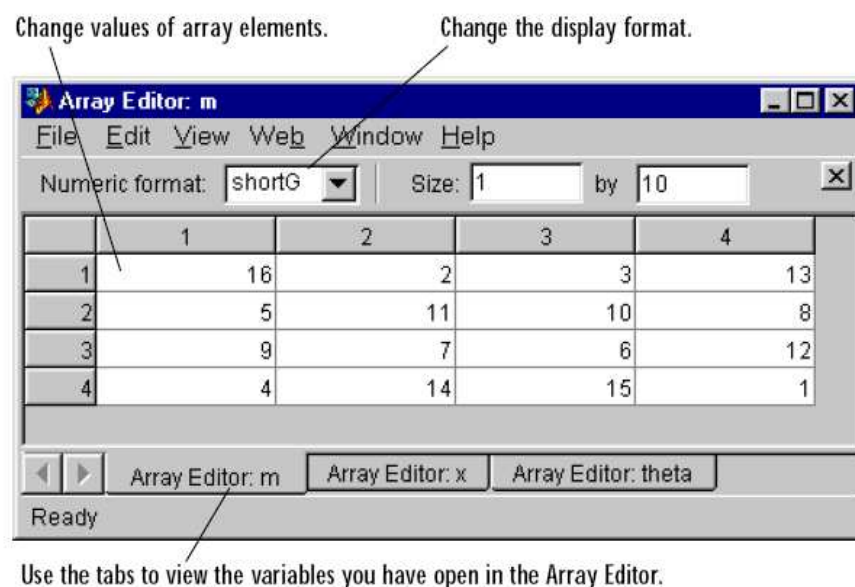 Change values of array elements. Change the display format.
Array Editor: m
File Edit View Web Window Help
Numeric format: shortG Size: 1 by 10
1 2 3 4
1 16 2 3 13
2 5 11 10 8
3 9 7 6 12
4 4 14 15 1
Array Editor: m Array Editor: x Array Editor: theta
Ready
Use the tabs to view the variables you have open in the Array Editor.